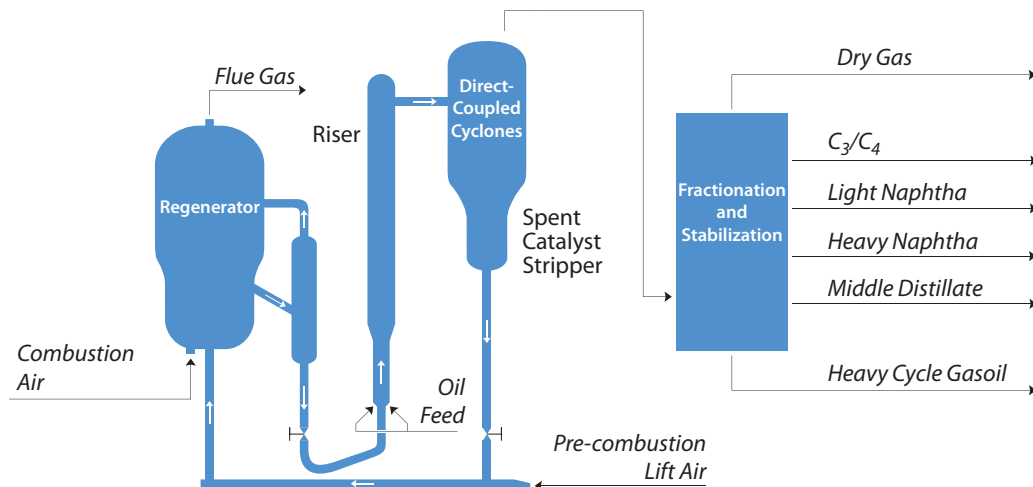 Flue Gas
Riser
Direct-
Coupled
Cyclones
Regenerator
Spent
Catalyst
Stripper
Combustion
Air
Oil
Feed
Pre-combustion
Lift Air
Fractionation
and
Stabilization
Dry Gas
C₃/C₄
Light Naphtha
Heavy Naphtha
Middle Distillate
Heavy Cycle Gasoil